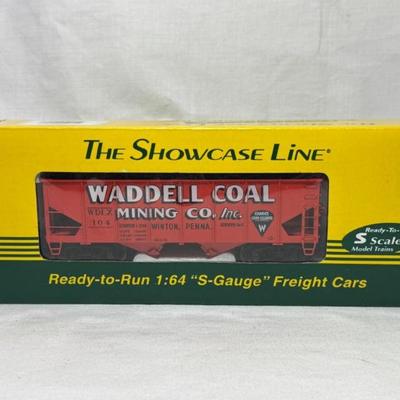 THE SHOWCASE LINE®
WADDELL COAL
WDLX MINING CO. Inc.
104 WINTON, PENNA.
W
Ready-To-
S Scale
Model Trains
Ready-to-Run 1:64 "S-Gauge" Freight Cars